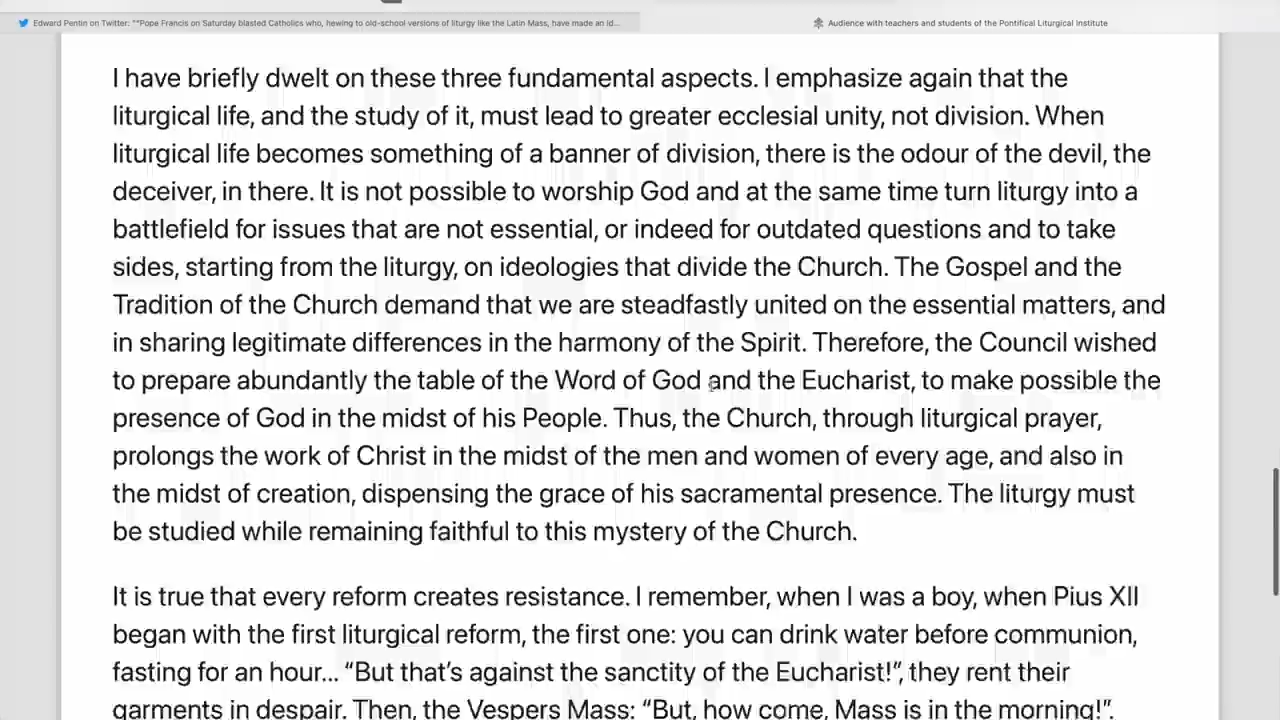 Edward Pentin on Twitter: "“Pope Francis on Saturday blasted Catholics who, hewing to old-school versions of liturgy like the Latin Mass, have made an id...
Audience with teachers and students of the Pontifical Liturgical Institute
I have briefly dwelt on these three fundamental aspects. I emphasize again that the
liturgical life, and the study of it, must lead to greater ecclesial unity, not division. When
liturgical life becomes something of a banner of division, there is the odour of the devil, the
deceiver, in there. It is not possible to worship God and at the same time turn liturgy into a
battlefield for issues that are not essential, or indeed for outdated questions and to take
sides, starting from the liturgy, on ideologies that divide the Church. The Gospel and the
Tradition of the Church demand that we are steadfastly united on the essential matters, and
in sharing legitimate differences in the harmony of the Spirit. Therefore, the Council wished
to prepare abundantly the table of the Word of God and the Eucharist, to make possible the
presence of God in the midst of his People. Thus, the Church, through liturgical prayer,
prolongs the work of Christ in the midst of the men and women of every age, and also in
the midst of creation, dispensing the grace of his sacramental presence. The liturgy must
be studied while remaining faithful to this mystery of the Church.
It is true that every reform creates resistance. I remember, when I was a boy, when Pius XII
began with the first liturgical reform, the first one: you can drink water before communion,
fasting for an hour... “But that’s against the sanctity of the Eucharist!”, they rent their
garments in despair. Then, the Vespers Mass: “But, how come, Mass is in the morning!”.